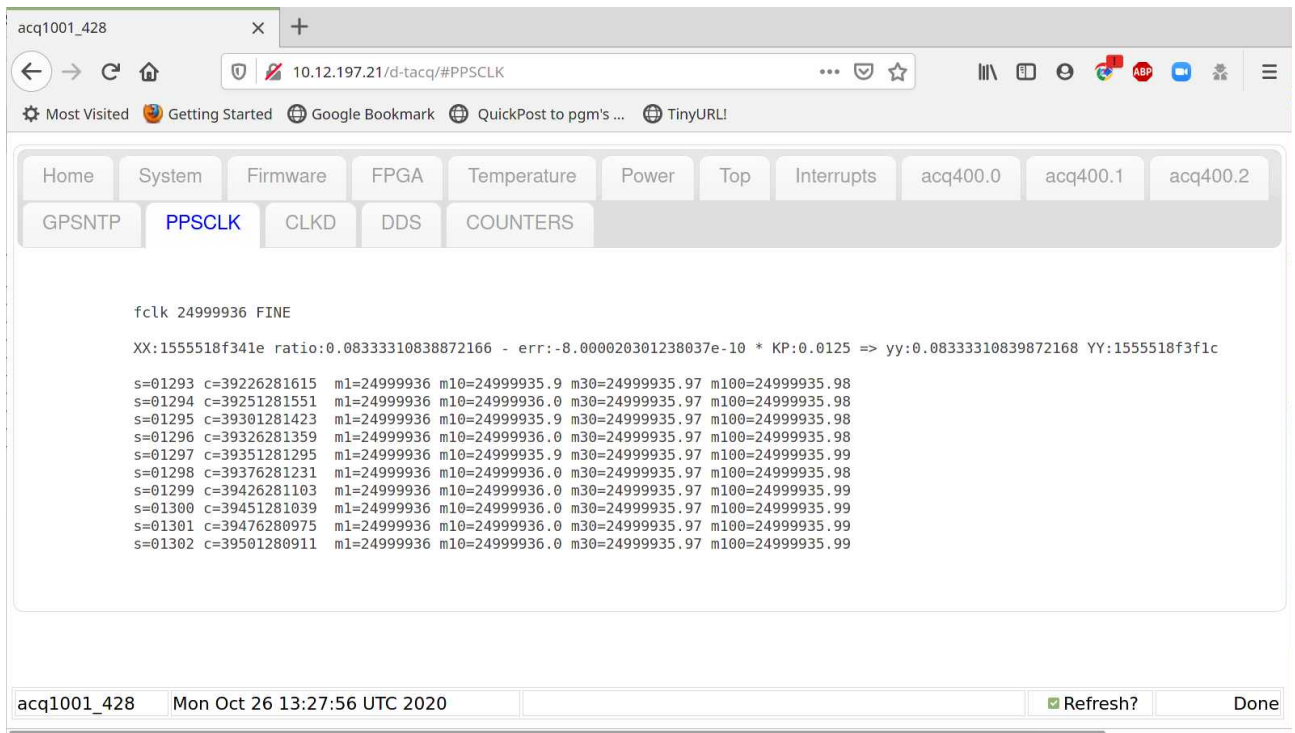 acq1001_428
10.12.197.21/d-tacq/#PPSCLK
Most Visited Getting Started Google Bookmark QuickPost to pgm's ... TinyURL!
Home System Firmware FPGA Temperature Power Top Interrupts acq400.0 acq400.1 acq400.2
GPSNTP PPSCLK CLKD DDS COUNTERS
fclk 24999936 FINE
XX:1555518f341e ratio:0.08333310838872166 - err:-8.000020301238037e-10 * KP:0.0125 => yy:0.08333310839872168 YY:1555518f3f1c
s=01293 c=39226281615 m1=24999936 m10=24999935.9 m30=24999935.97 m100=24999935.98
s=01294 c=39251281551 m1=24999936 m10=24999936.0 m30=24999935.97 m100=24999935.98
s=01295 c=39301281423 m1=24999936 m10=24999935.9 m30=24999935.97 m100=24999935.98
s=01296 c=39326281359 m1=24999936 m10=24999936.0 m30=24999935.97 m100=24999935.98
s=01297 c=39351281295 m1=24999936 m10=24999935.9 m30=24999935.97 m100=24999935.99
s=01298 c=39376281231 m1=24999936 m10=24999936.0 m30=24999935.97 m100=24999935.98
s=01299 c=39426281103 m1=24999936 m10=24999936.0 m30=24999935.97 m100=24999935.99
s=01300 c=39451281039 m1=24999936 m10=24999936.0 m30=24999935.97 m100=24999935.99
s=01301 c=39476280975 m1=24999936 m10=24999936.0 m30=24999935.97 m100=24999935.99
s=01302 c=39501280911 m1=24999936 m10=24999936.0 m30=24999935.97 m100=24999935.99
acq1001_428 Mon Oct 26 13:27:56 UTC 2020 Refresh? Done